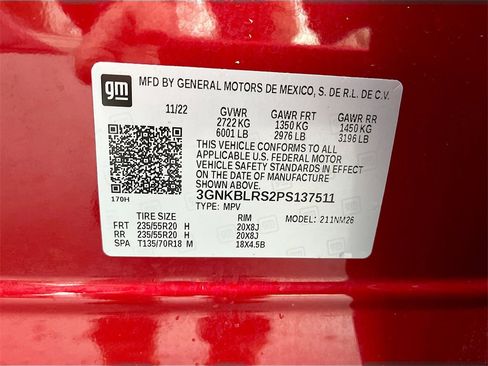 gm
MFD BY GENERAL MOTORS DE MEXICO, S. DE R.L. DE C.V.
11/22 GVWR GAWR FRT GAWR RR
2722 KG 1350 KG 1450 KG
6001 LB 2976 LB 3196 LB
THIS VEHICLE CONFORMS TO ALL
APPLICABLE U.S. FEDERAL MOTOR
VEHICLE SAFETY STANDARDS IN EFFECT
ON THE DATE OF MANUFACTURE SHOWN ABOVE.
3GNKBLRS2PS137511
170H TYPE: MPV MODEL: 211NM26
TIRE SIZE RIM
FRT 235/55R20 H 20X8J
RR 235/55R20 H 20X8J
SPA T135/70R18 M 18X4.5B